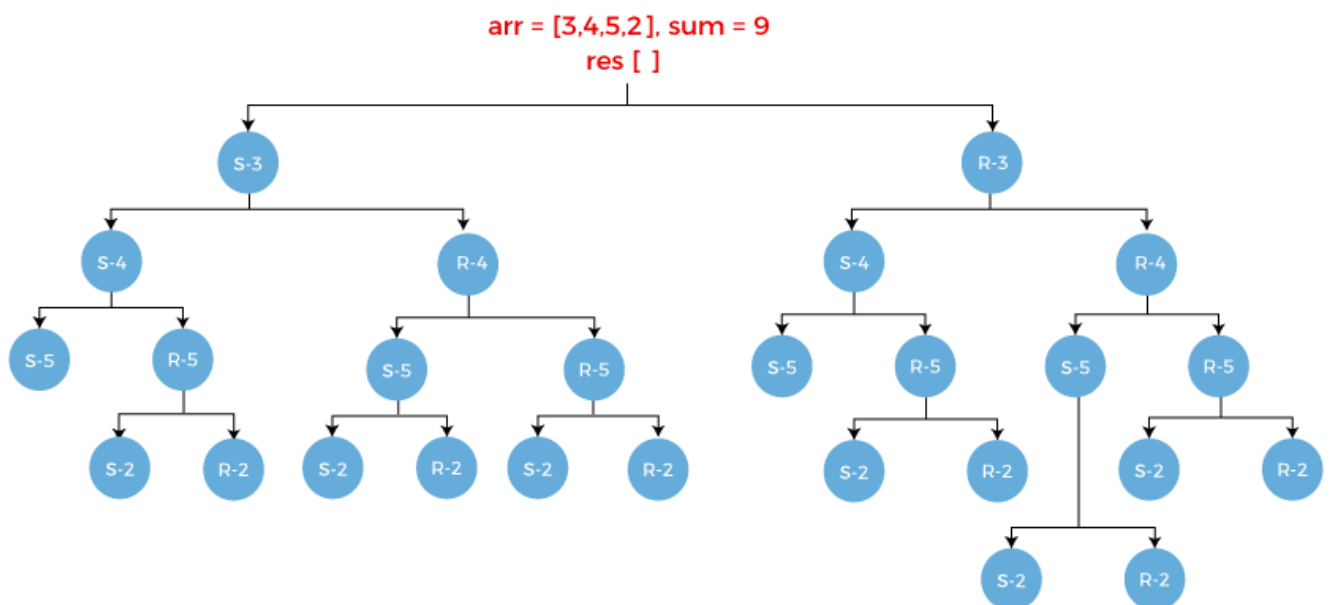 arr = [3,4,5,2], sum = 9
res [ ]
S-3
R-3
S-4
R-4
S-4
R-4
S-5
R-5
S-5
R-5
S-5
R-5
S-5
R-5
S-2
R-2
S-2
R-2
S-2
R-2
S-2
R-2
S-2
R-2
S-2
R-2